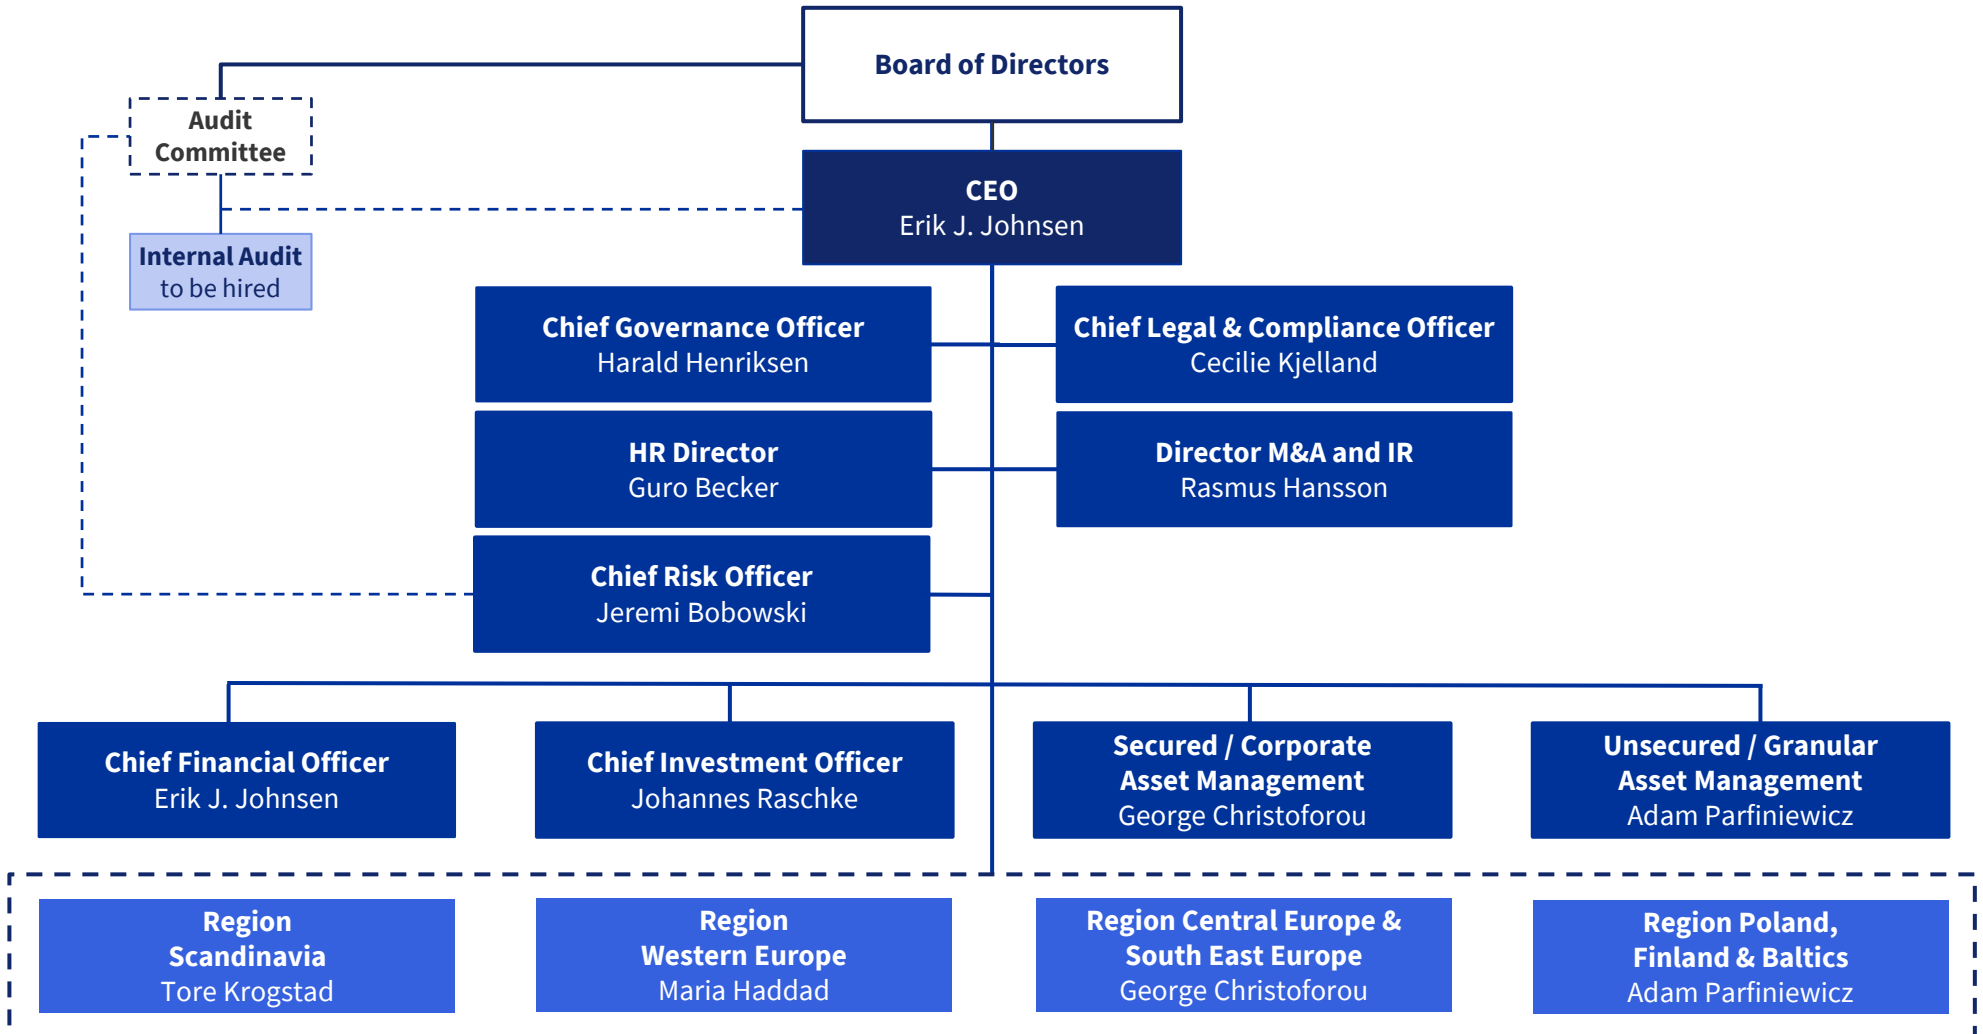 Board of Directors
Audit
Committee
CEO
Erik J. Johnsen
Internal Audit
to be hired
Chief Governance Officer
Harald Henriksen
Chief Legal & Compliance Officer
Cecilie Kjelland
HR Director
Guro Becker
Director M&A and IR
Rasmus Hansson
Chief Risk Officer
Jeremi Bobowski
Chief Financial Officer
Erik J. Johnsen
Chief Investment Officer
Johannes Raschke
Secured / Corporate
Asset Management
George Christoforou
Unsecured / Granular
Asset Management
Adam Parfiniewicz
Region
Scandinavia
Tore Krogstad
Region
Western Europe
Maria Haddad
Region Central Europe &
South East Europe
George Christoforou
Region Poland,
Finland & Baltics
Adam Parfiniewicz